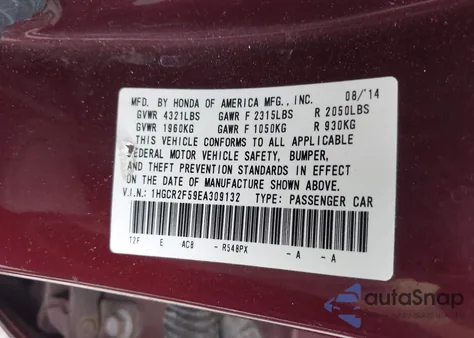 MFD. BY HONDA OF AMERICA MFG., INC. 08/'14
GVWR 4321LBS GAWR F 2315LBS R 2050LBS
GVWR 1960KG GAWR F 1050KG R 930KG
THIS VEHICLE CONFORMS TO ALL APPLICABLE
FEDERAL MOTOR VEHICLE SAFETY, BUMPER,
AND THEFT PREVENTION STANDARDS IN EFFECT
ON THE DATE OF MANUFACTURE SHOWN ABOVE.
V.I.N.: 1HGCR2F59EA309132 TYPE: PASSENGER CAR
T2F E AC8 - R548PX - A - A
autoSnap